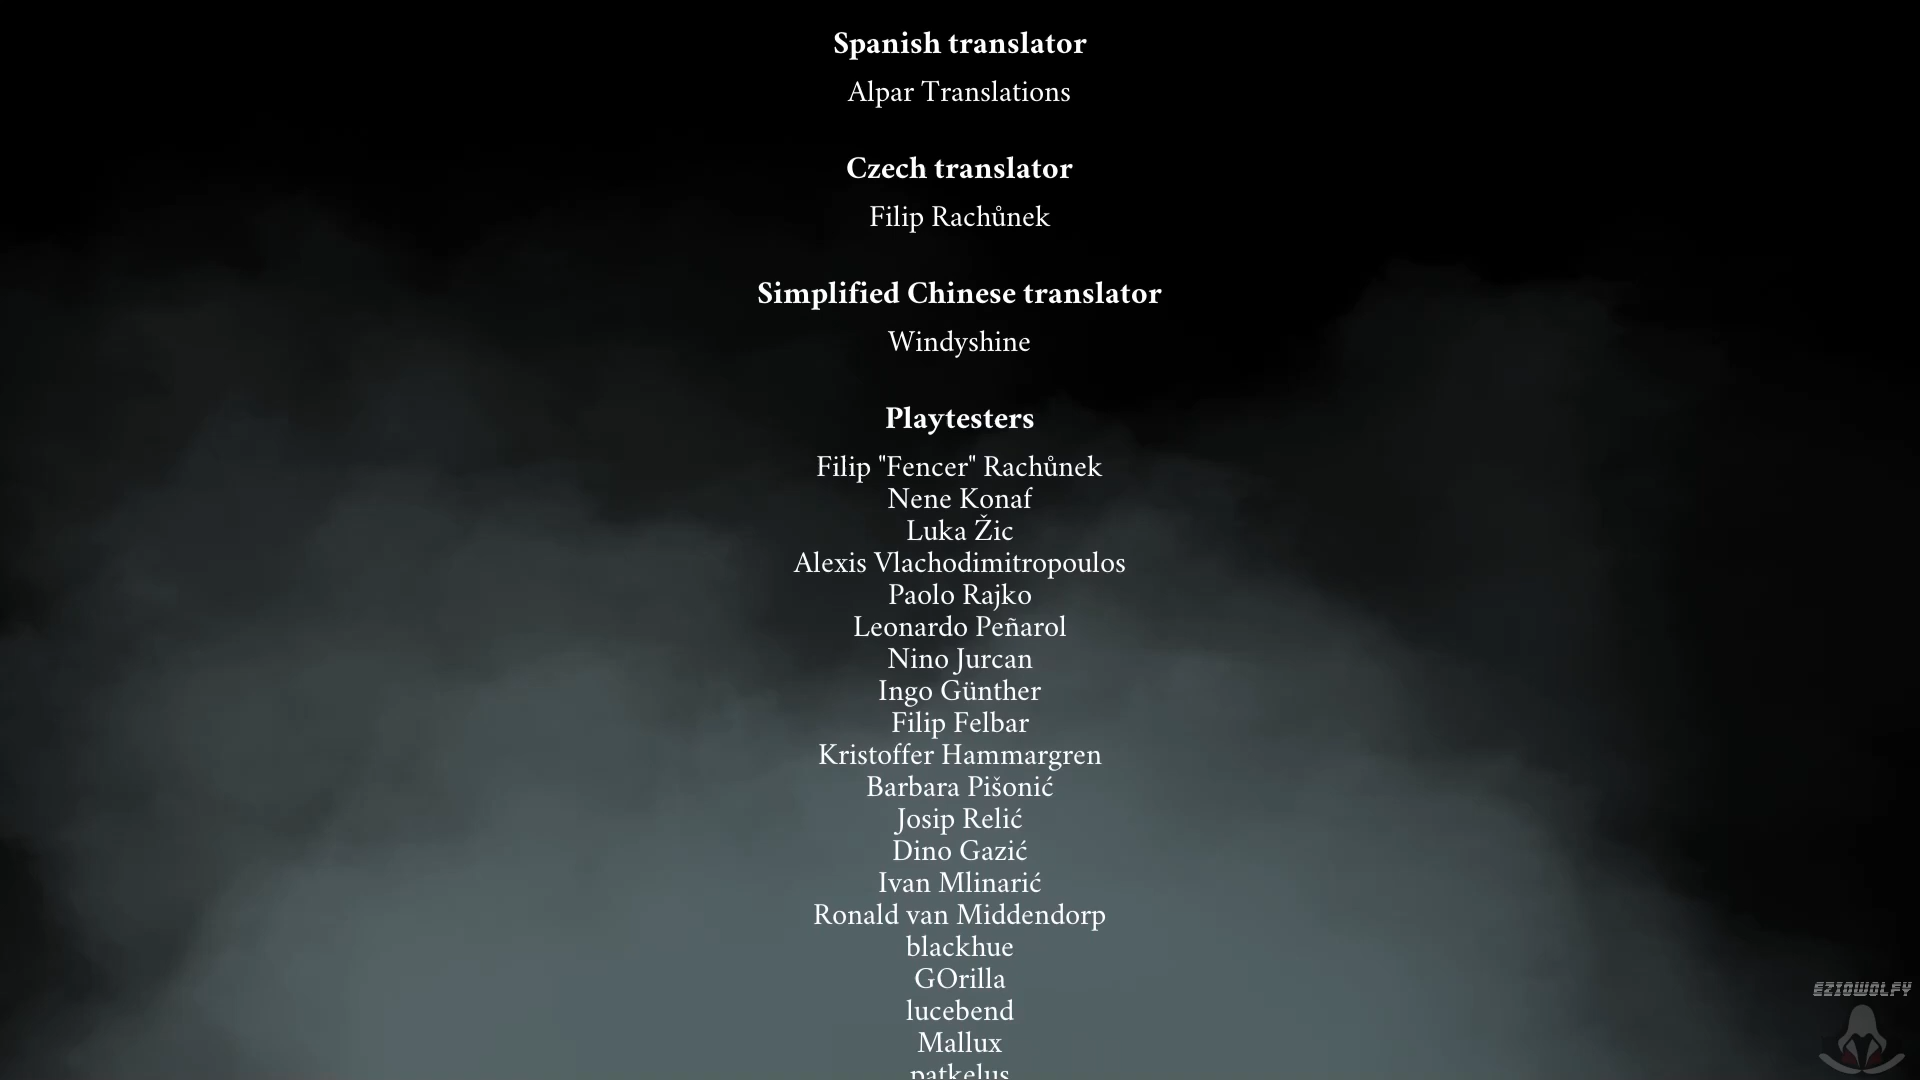 Spanish translator
Alpar Translations
Czech translator
Filip Rachůnek
Simplified Chinese translator
Windyshine
Playtesters
Filip "Fencer" Rachůnek
Nene Konaf
Luka Žic
Alexis Vlachodimitropoulos
Paolo Rajko
Leonardo Peñarol
Nino Jurcan
Ingo Günther
Filip Felbar
Kristoffer Hammargren
Barbara Pišonić
Josip Relić
Dino Gazić
Ivan Mlinarić
Ronald van Middendorp
blackhue
GOrilla
lucebend
Mallux
patkelus
EZIOWOLFY